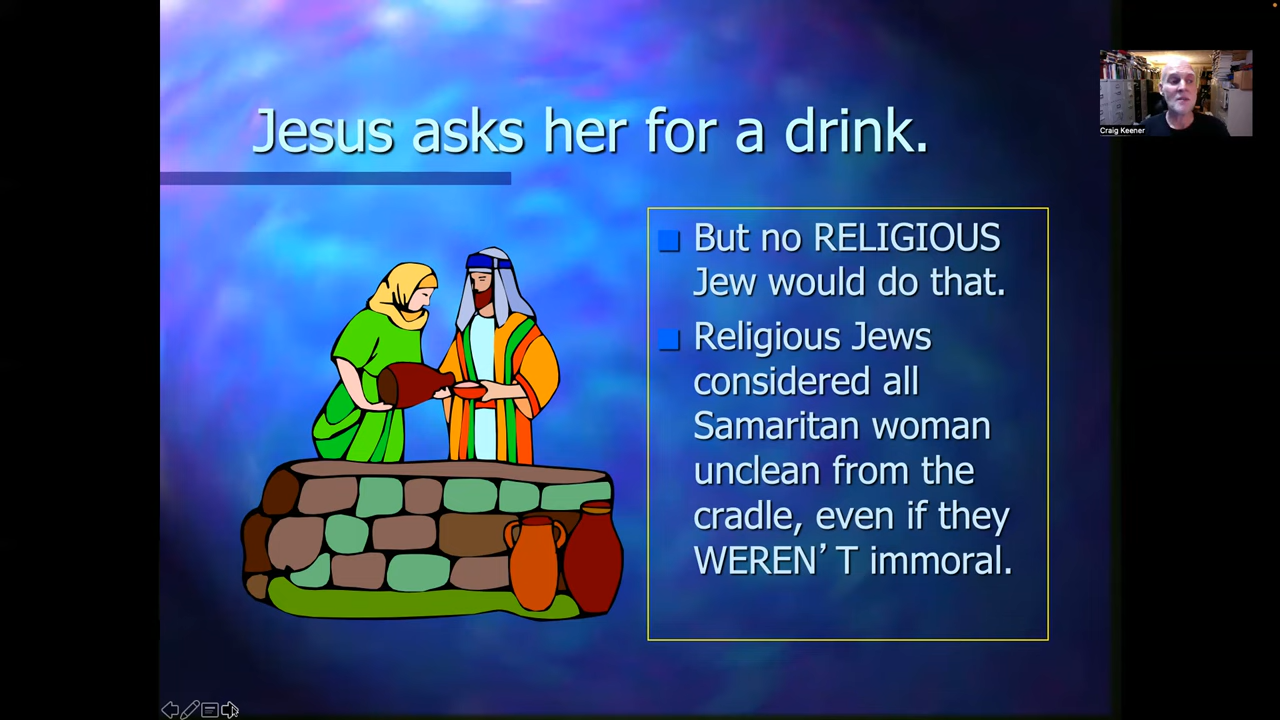 Jesus asks her for a drink.
But no RELIGIOUS
Jew would do that.
Religious Jews
considered all
Samaritan woman
unclean from the
cradle, even if they
WEREN’T immoral.
Craig Keener